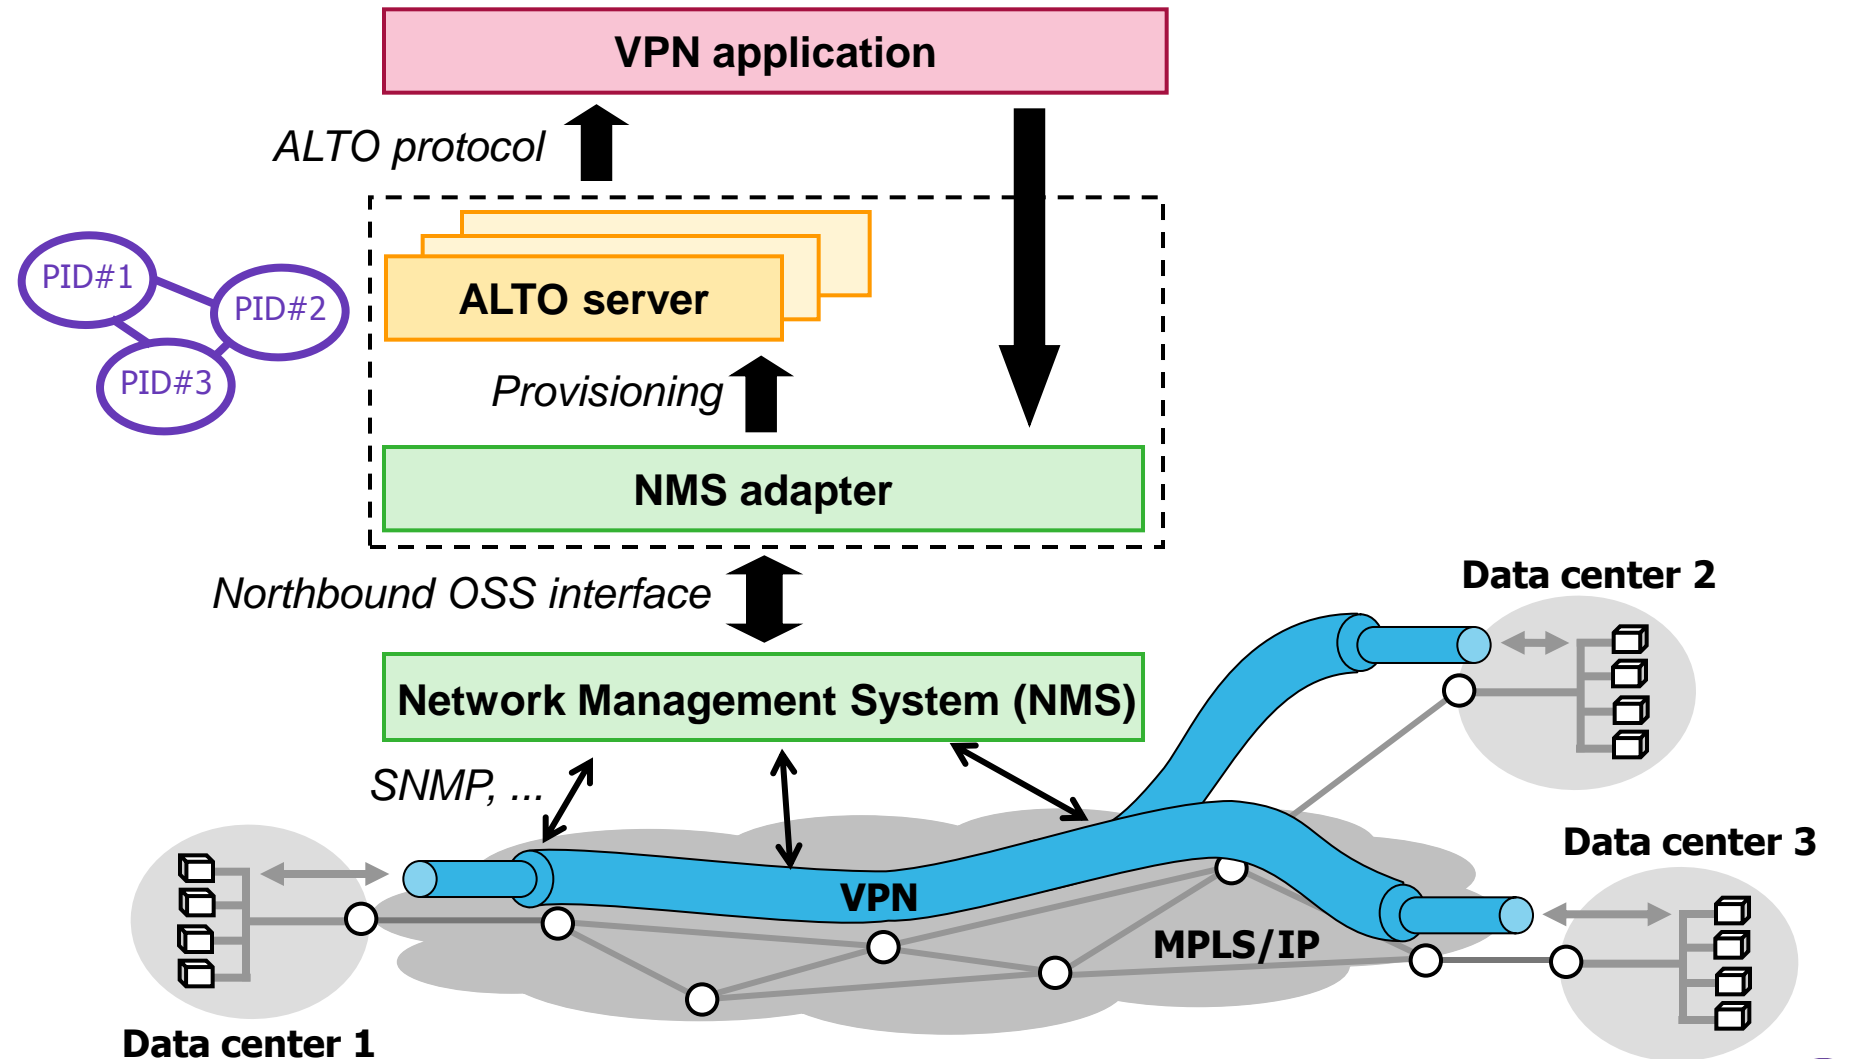 VPN application
ALTO protocol
PID#1
PID#2
PID#3
ALTO server
Provisioning
NMS adapter
Northbound OSS interface
Data center 2
Network Management System (NMS)
SNMP, ...
Data center 3
VPN
MPLS/IP
Data center 1